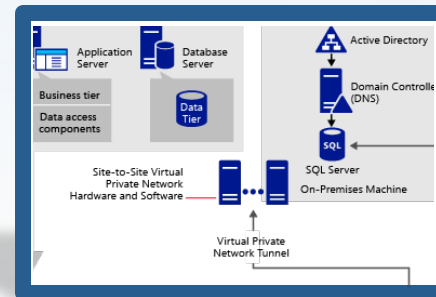 Application
Server
Database
Server
Business tier
Data access
components
Data
Tier
Active Directory
Domain Controlle
(DNS)
SQL
SQL Server
On-Premises Machine
Site-to-Site Virtual
Private Network
Hardware and Software
Virtual Private
Network Tunnel